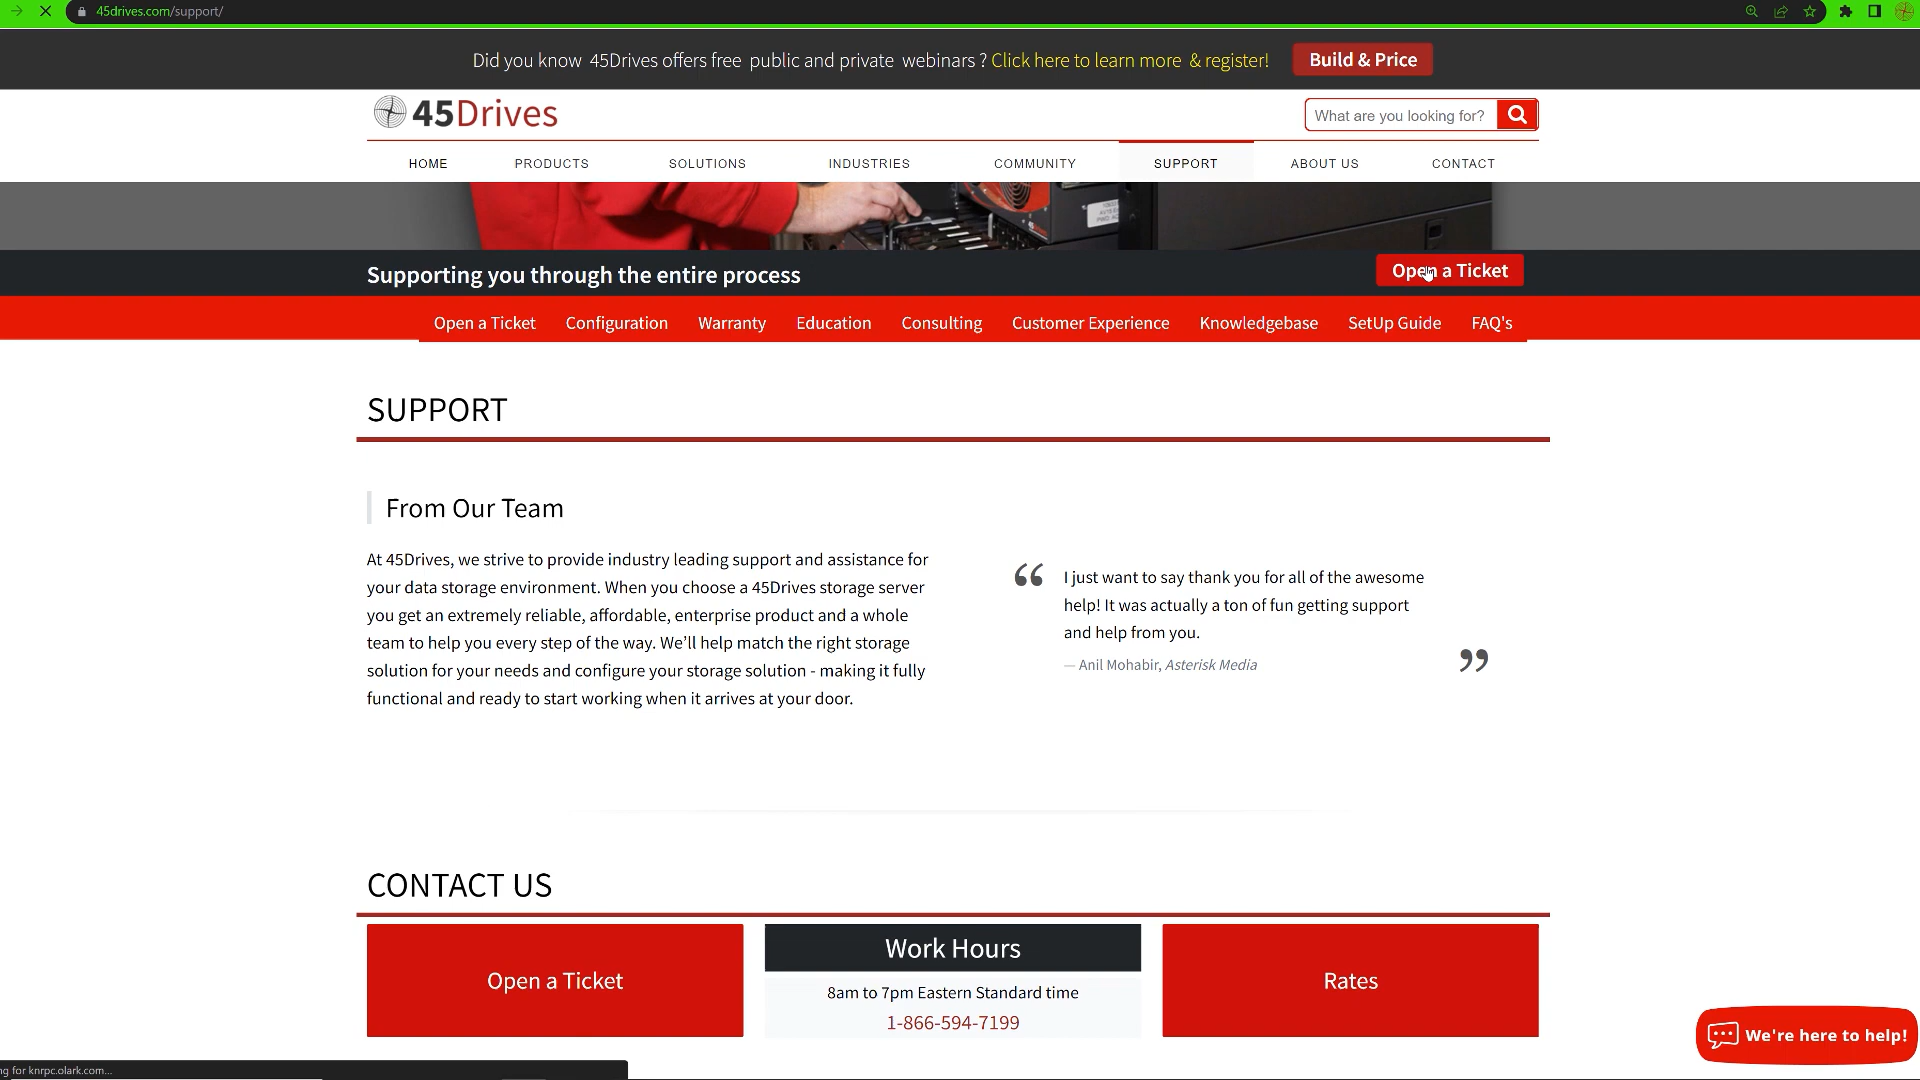 45drives.com/support/
Did you know 45Drives offers free public and private webinars ? Click here to learn more & register! Build & Price
45Drives
What are you looking for?
HOME PRODUCTS SOLUTIONS INDUSTRIES COMMUNITY SUPPORT ABOUT US CONTACT
Supporting you through the entire process
Open a Ticket
Open a Ticket Configuration Warranty Education Consulting Customer Experience Knowledgebase SetUp Guide FAQ's
SUPPORT
From Our Team
At 45Drives, we strive to provide industry leading support and assistance for
your data storage environment. When you choose a 45Drives storage server
you get an extremely reliable, affordable, enterprise product and a whole
team to help you every step of the way. We'll help match the right storage
solution for your needs and configure your storage solution - making it fully
functional and ready to start working when it arrives at your door.
“ I just want to say thank you for all of the awesome
help! It was actually a ton of fun getting support
and help from you.
— Anil Mohabir, Asterisk Media ”
CONTACT US
Open a Ticket
Work Hours
8am to 7pm Eastern Standard time
1-866-594-7199
Rates
We're here to help!
ng for knrpc.olark.com...